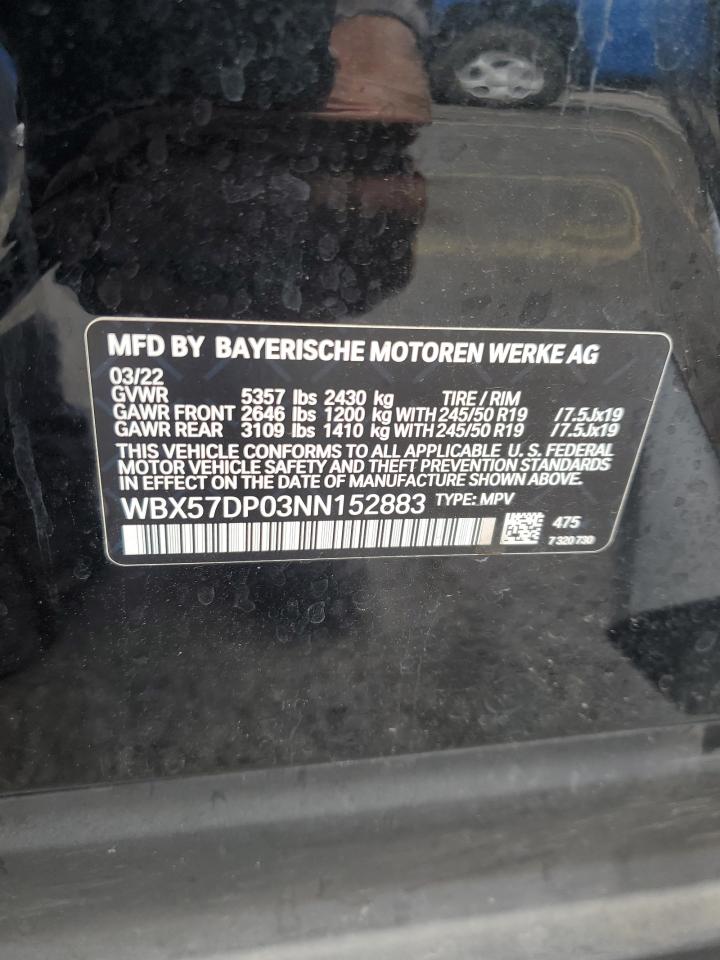 MFD BY BAYERISCHE MOTOREN WERKE AG
03/22
GVWR 5357 lbs 2430 kg TIRE / RIM
GAWR FRONT 2646 lbs 1200 kg WITH 245/50 R19 /7.5Jx19
GAWR REAR 3109 lbs 1410 kg WITH 245/50 R19 /7.5Jx19
THIS VEHICLE CONFORMS TO ALL APPLICABLE U.S. FEDERAL
MOTOR VEHICLE SAFETY AND THEFT PREVENTION STANDARDS
IN EFFECT ON THE DATE OF MANUFACTURE SHOWN ABOVE.
WBX57DP03NN152883 TYPE: MPV
475
7 320 730